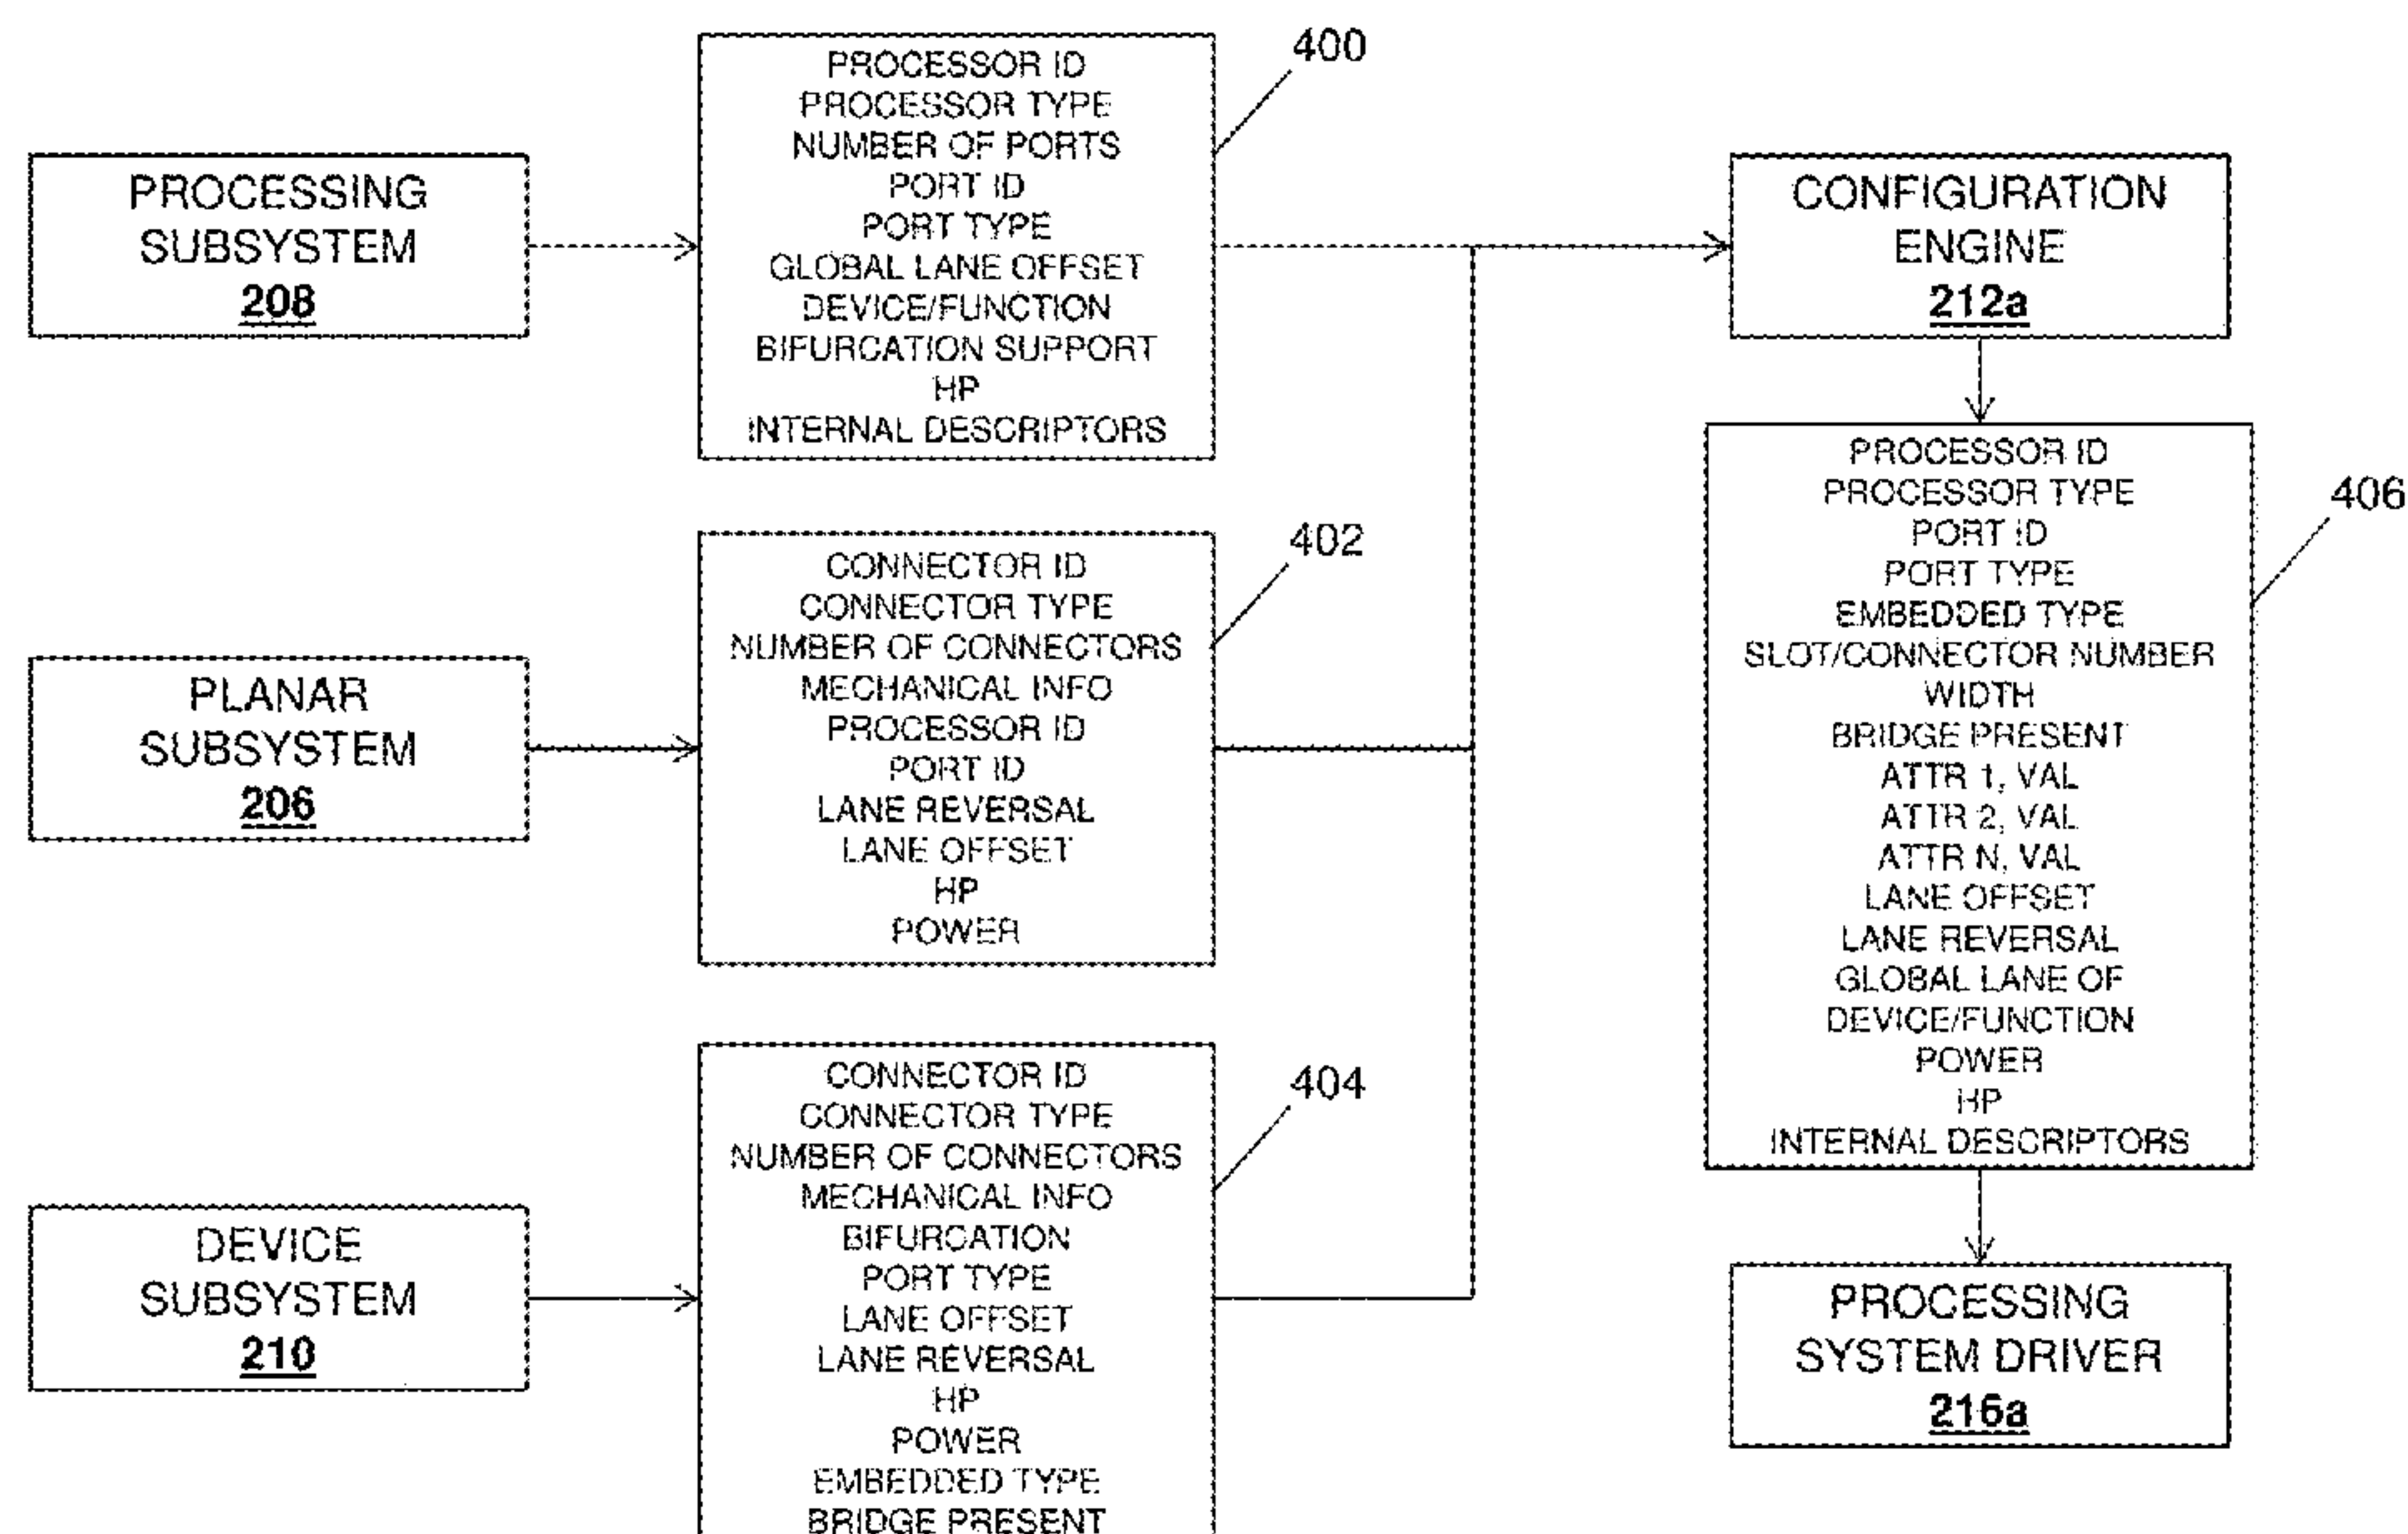 PROCESSING
SUBSYSTEM
208
PROCESSOR ID
PROCESSOR TYPE
NUMBER OF PORTS
PORT ID
PORT TYPE
GLOBAL LANE OFFSET
DEVICE/FUNCTION
BIFURCATION SUPPORT
HP
INTERNAL DESCRIPTORS
400
PLANAR
SUBSYSTEM
206
CONNECTOR ID
CONNECTOR TYPE
NUMBER OF CONNECTORS
MECHANICAL INFO
PROCESSOR ID
PORT ID
LANE REVERSAL
LANE OFFSET
HP
POWER
402
DEVICE
SUBSYSTEM
210
CONNECTOR ID
CONNECTOR TYPE
NUMBER OF CONNECTORS
MECHANICAL INFO
BIFURCATION
PORT TYPE
LANE OFFSET
LANE REVERSAL
HP
POWER
EMBEDDED TYPE
BRIDGE PRESENT
404
CONFIGURATION
ENGINE
212a
PROCESSOR ID
PROCESSOR TYPE
PORT ID
PORT TYPE
EMBEDDED TYPE
SLOT/CONNECTOR NUMBER
WIDTH
BRIDGE PRESENT
ATTR 1, VAL
ATTR 2, VAL
ATTR N, VAL
LANE OFFSET
LANE REVERSAL
GLOBAL LANE OF
DEVICE/FUNCTION
POWER
HP
INTERNAL DESCRIPTORS
406
PROCESSING
SYSTEM DRIVER
216a